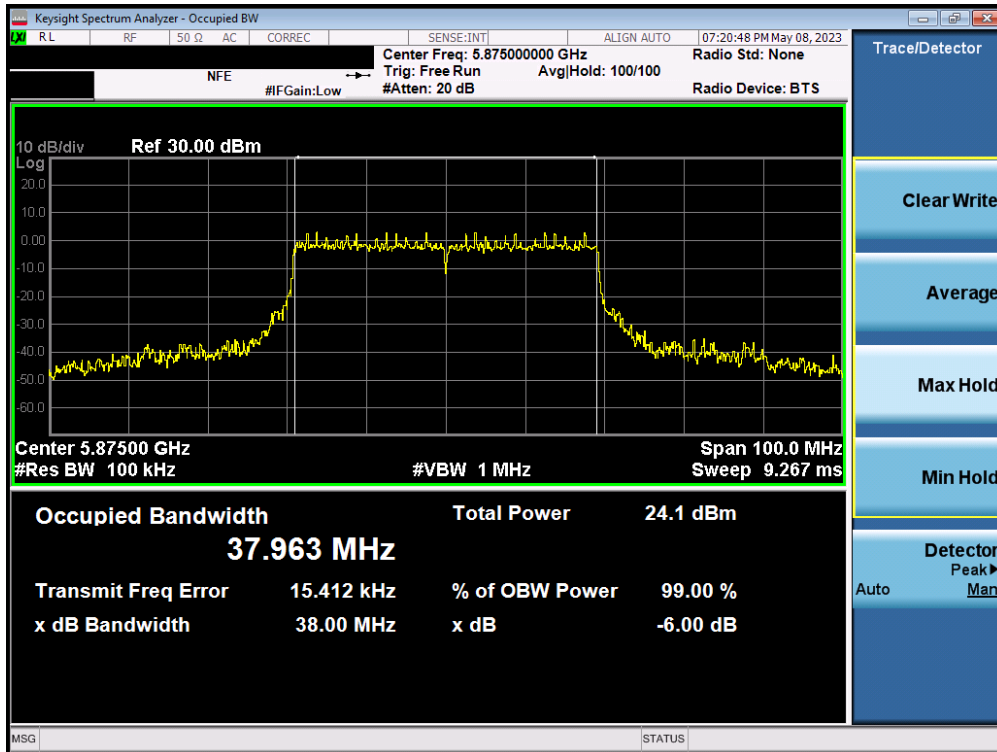 Keysight Spectrum Analyzer - Occupied BW
LXI RL RF 50 Ω AC CORREC SENSE:INT ALIGN AUTO 07:20:48 PM May 08, 2023
Center Freq: 5.875000000 GHz Radio Std: None
NFE Trig: Free Run Avg|Hold: 100/100
#IFGain:Low #Atten: 20 dB Radio Device: BTS
10 dB/div Ref 30.00 dBm
Log
20.0
10.0
0.00
-10.0
-20.0
-30.0
-40.0
-50.0
-60.0
Center 5.87500 GHz Span 100.0 MHz
#Res BW 100 kHz #VBW 1 MHz Sweep 9.267 ms
Occupied Bandwidth Total Power 24.1 dBm
37.963 MHz
Transmit Freq Error 15.412 kHz % of OBW Power 99.00 %
x dB Bandwidth 38.00 MHz x dB -6.00 dB
MSG STATUS
Trace/Detector
Clear Write
Average
Max Hold
Min Hold
Detector
Peak▶
Auto Man